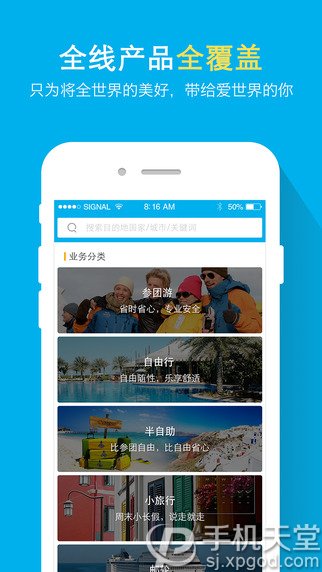 全线产品全覆盖
只为将全世界的美好，带给爱世界的你
SIGNAL 8:16 AM 50%
搜索目的地国家/城市/关键词
业务分类
参团游
省时省心，专业安全
自由行
自由随性，乐享舒适
半自助
比参团自由，比自由省心
小旅行
周末小长假，说走就走
手机天堂
sj.xpgod.com